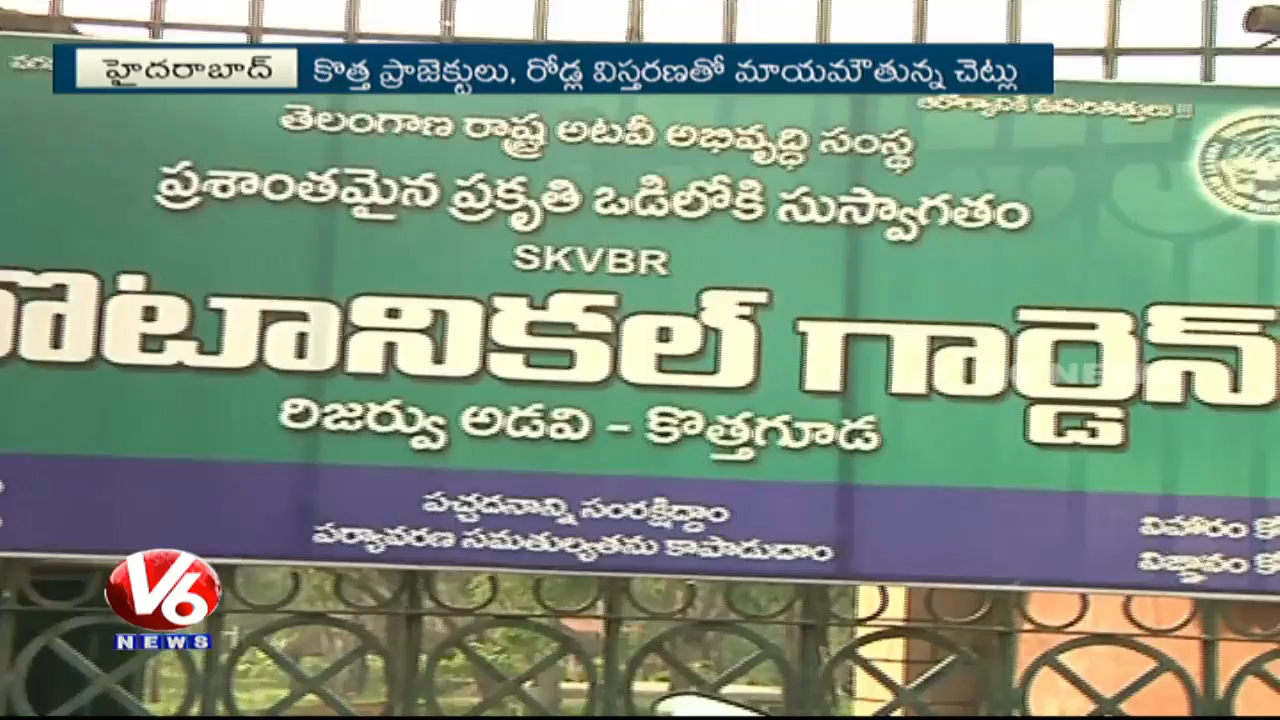 హైదరాబాద్ కొత్త ప్రాజెక్టులు, రోడ్ల విస్తరణతో మాయమౌతున్న చెట్లు
తెలంగాణ రాష్ట్ర అటవీ అభివృద్ధి సంస్థ
ప్రశాంతమైన ప్రకృతి ఒడిలోకి సుస్వాగతం
SKVBR
బోటానికల్ గార్డెన్
రిజర్వు అడవి - కొత్తగూడ
పచ్చదనాన్ని సంరక్షిద్దాం
పర్యావరణ సమతుల్యతను కాపాడుదాం
విహారం
విజ్ఞానం
V6
NEWS